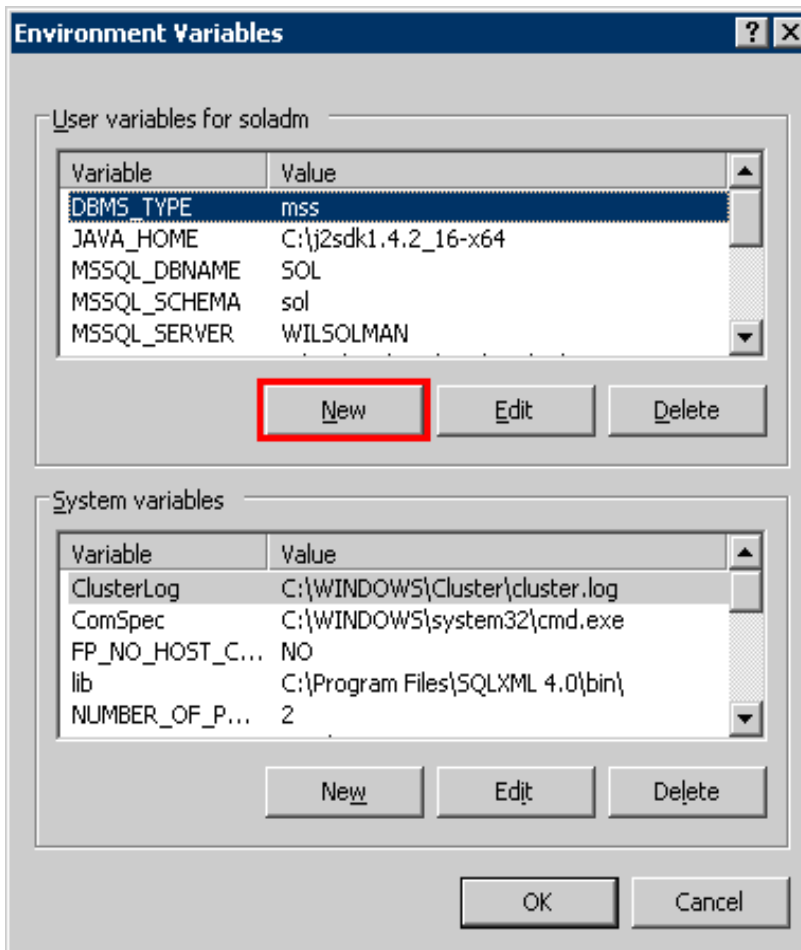 Environment Variables
User variables for soladm
Variable Value
DBMS_TYPE mss
JAVA_HOME C:\j2sdk1.4.2_16-x64
MSSQL_DBNAME SOL
MSSQL_SCHEMA sol
MSSQL_SERVER WILSOLMAN
New Edit Delete
System variables
Variable Value
ClusterLog C:\WINDOWS\Cluster\cluster.log
ComSpec C:\WINDOWS\system32\cmd.exe
FP_NO_HOST_C... NO
lib C:\Program Files\SQLXML 4.0\bin\
NUMBER_OF_P... 2
New Edit Delete
OK Cancel